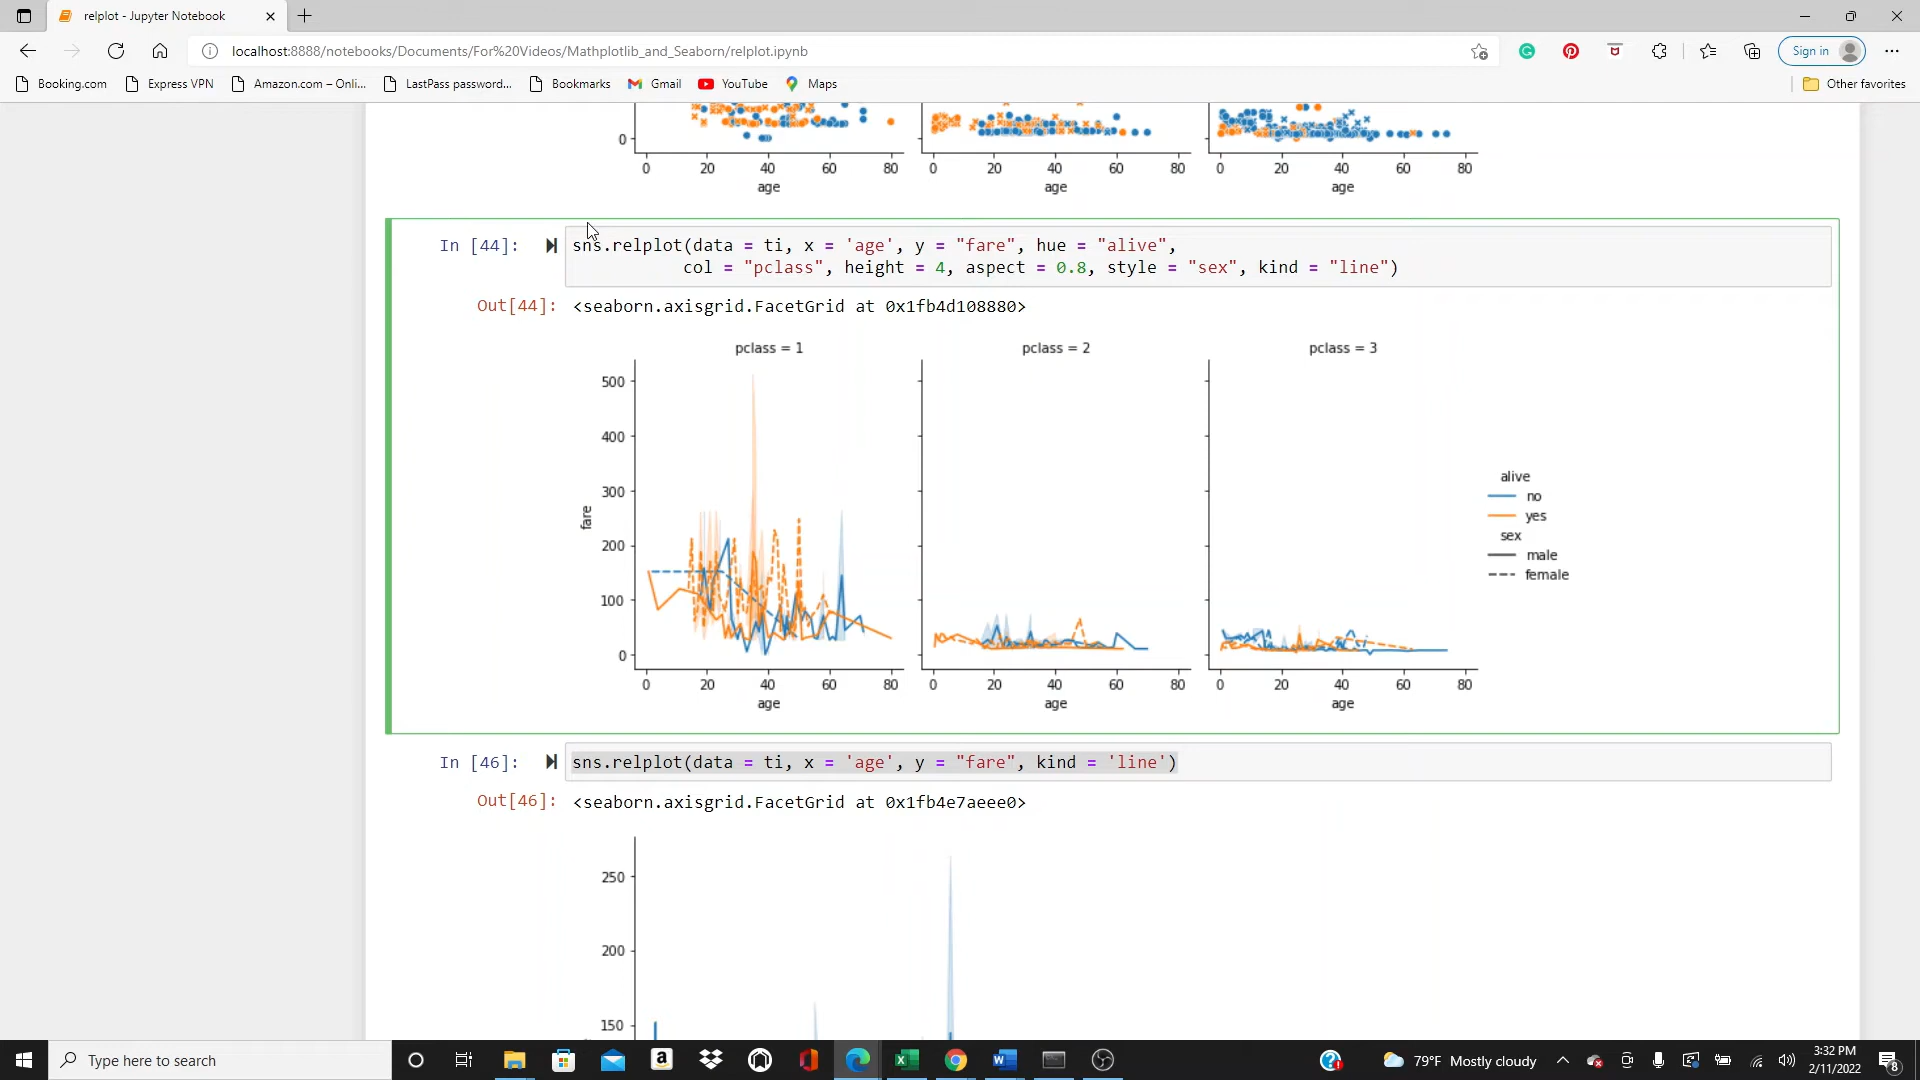 relplot - Jupyter Notebook
localhost:8888/notebooks/Documents/For%20Videos/Mathplotlib_and_Seaborn/relplot.ipynb
Sign in
Booking.com
Express VPN
Amazon.com – Onli...
LastPass password...
Bookmarks
Gmail
YouTube
Maps
Other favorites
0
0 20 40 60 80 0 20 40 60 80 0 20 40 60 80
age age age
In [44]: sns.relplot(data = ti, x = 'age', y = "fare", hue = "alive",
col = "pclass", height = 4, aspect = 0.8, style = "sex", kind = "line")
Out[44]: <seaborn.axisgrid.FacetGrid at 0x1fb4d108880>
pclass = 1 pclass = 2 pclass = 3
500
400
300
200
100
0
fare
alive
no
yes
sex
male
female
0 20 40 60 80 0 20 40 60 80 0 20 40 60 80
age age age
In [46]: sns.relplot(data = ti, x = 'age', y = "fare", kind = 'line')
Out[46]: <seaborn.axisgrid.FacetGrid at 0x1fb4e7aeee0>
250
200
150
Type here to search
79°F Mostly cloudy
3:32 PM
2/11/2022
8